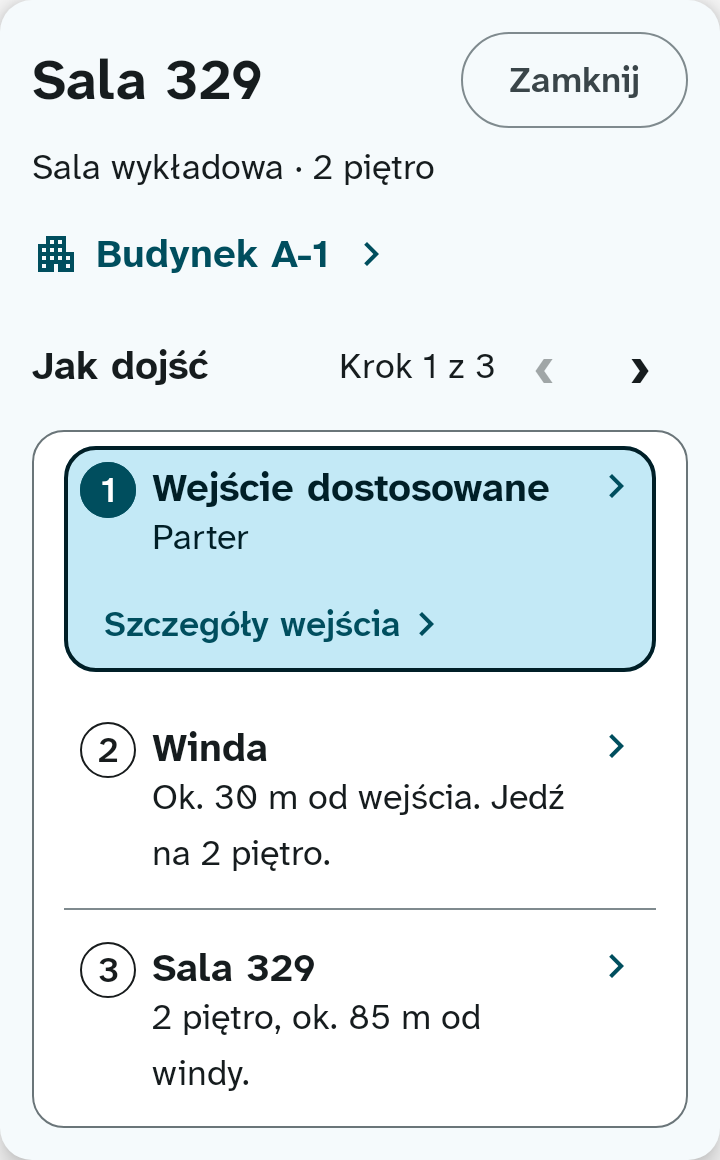 Sala 329
Zamknij
Sala wykładowa · 2 piętro
Budynek A-1
Jak dojść
Krok 1 z 3
1 Wejście dostosowane
Parter
Szczegóły wejścia
2 Winda
Ok. 30 m od wejścia. Jedź
na 2 piętro.
3 Sala 329
2 piętro, ok. 85 m od
windy.